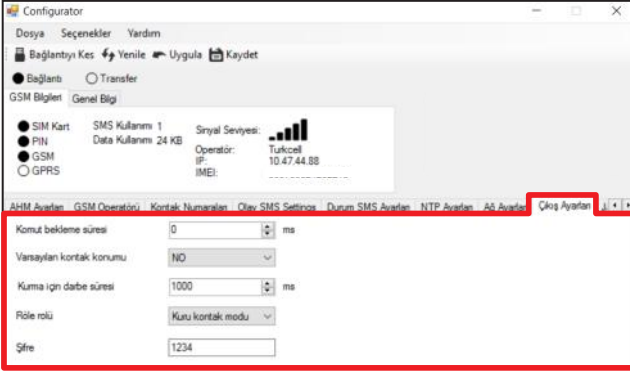 Configurator
Dosya Seçenekler Yardım
Bağlantıyı Kes Yenile Uygula Kaydet
Bağlantı Transfer
GSM Bilgileri Genel Bilgi
SIM Kart SMS Kullanımı 1 Sinyal Seviyesi:
PIN Data Kullanımı 24 KB
Operatör: Turkcell
GSM IP: 10.47.44.88
GPRS IMEI:
AHM Ayarları GSM Operatörü Kontak Numaraları Olay SMS Settings Durum SMS Ayarları NTP Ayarları Ağ Ayarları Çıkış Ayarları
Komut bekleme süresi 0 ms
Varsayılan kontak konumu NO
Kurma için darbe süresi 1000 ms
Röle rolü Kuru kontak modu
Şifre 1234